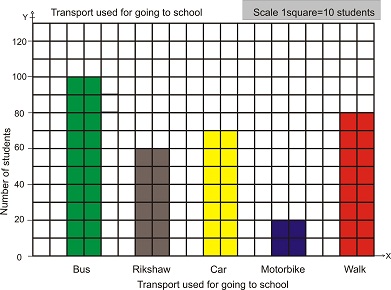 Transport used for going to school
Scale 1square=10 students
Y
Number of students
120
100
80
60
40
20
0
X
Bus Rikshaw Car Motorbike Walk
Transport used for going to school